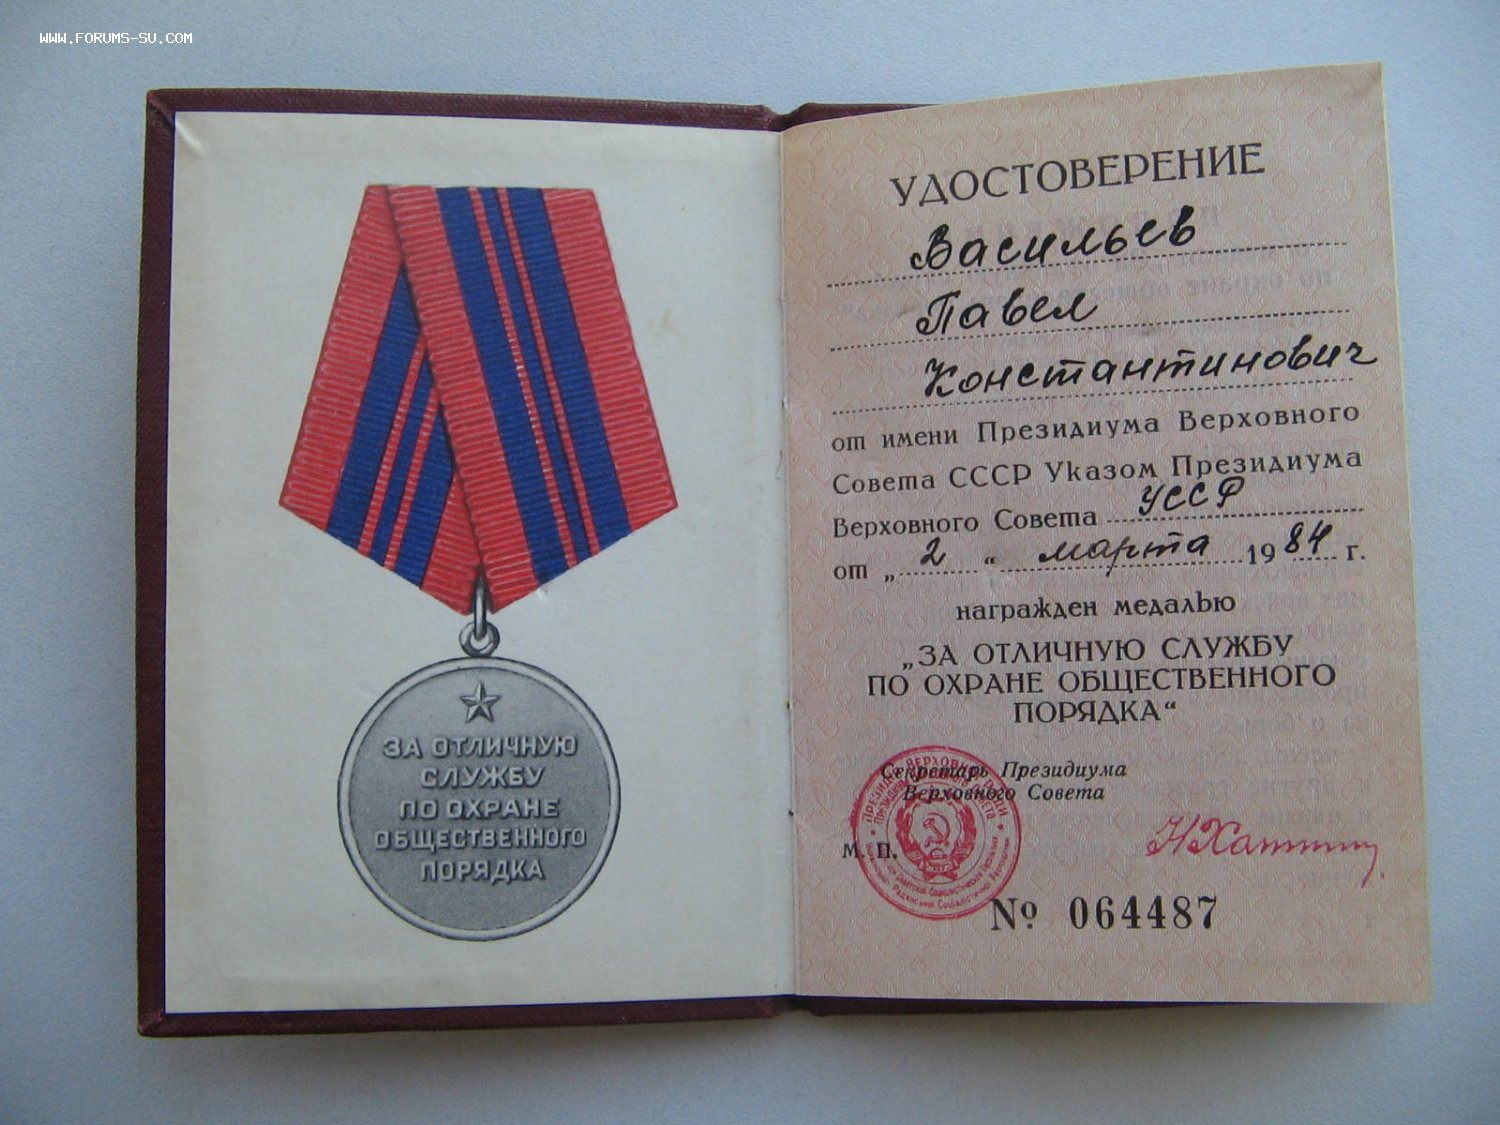 WWW.FORUMS-SU.COM
ЗА ОТЛИЧНУЮ
СЛУЖБУ
ПО ОХРАНЕ
ОБЩЕСТВЕННОГО
ПОРЯДКА
УДОСТОВЕРЕНИЕ
Васильев
Павел
Константинович
от имени Президиума Верховного
Совета СССР Указом Президиума
Верховного Совета УССР
от „ 2 “ марта 1984 г.
награжден медалью
„ЗА ОТЛИЧНУЮ СЛУЖБУ
ПО ОХРАНЕ ОБЩЕСТВЕННОГО
ПОРЯДКА“
Секретарь Президиума
Верховного Совета
М. П.
№ 064487